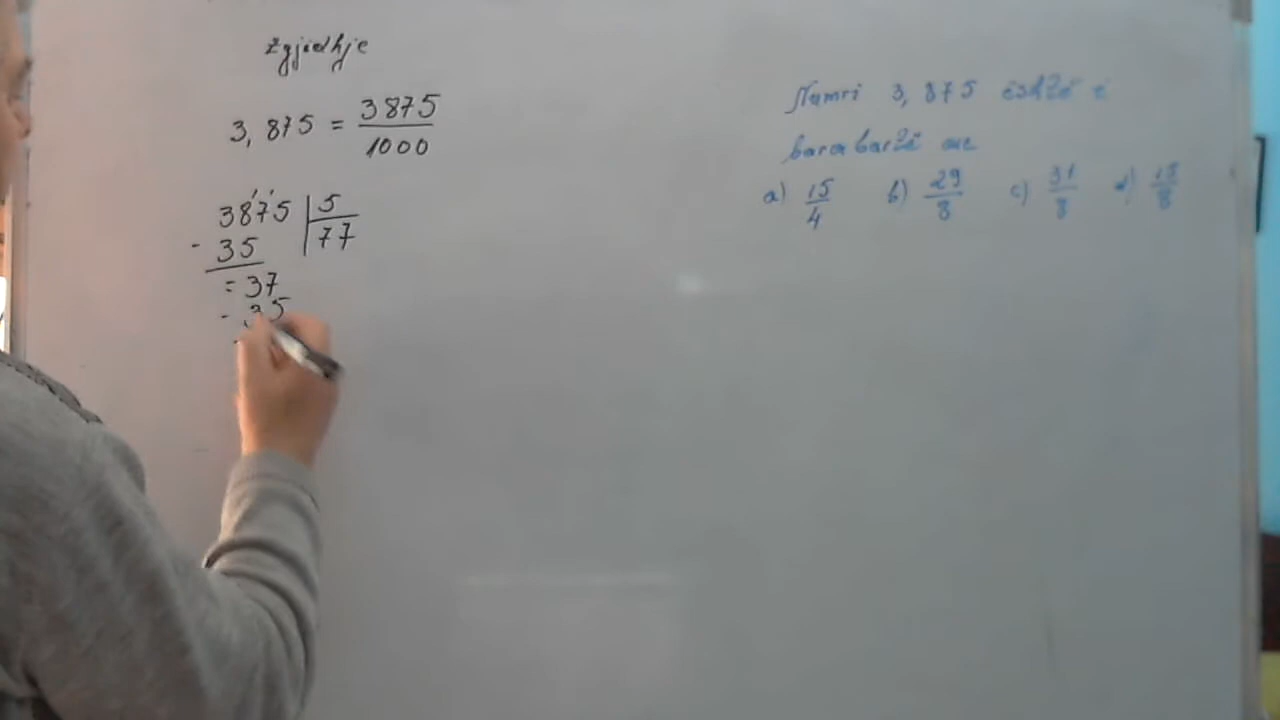 Zgjidhje
3,875 = 3875/1000
3875 | 5
- 35 | 77
= 37
- 35
Numri 3,875 është i
barabartë me
a) 15/4 b) 29/8 c) 31/8 d) 15/8